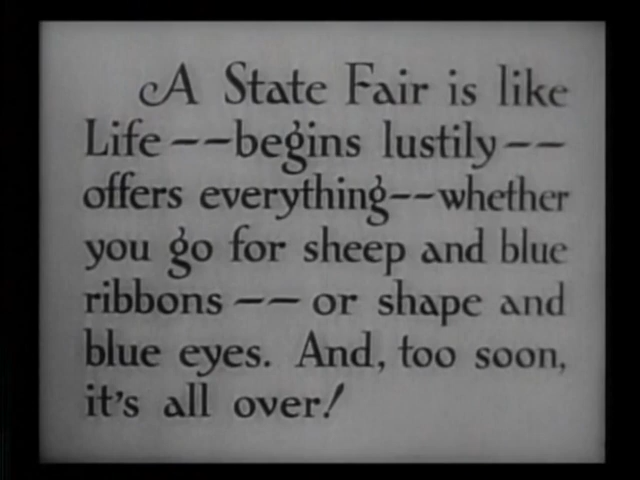 A State Fair is like
Life——begins lustily——
offers everything——whether
you go for sheep and blue
ribbons —— or shape and
blue eyes. And, too soon,
it's all over!